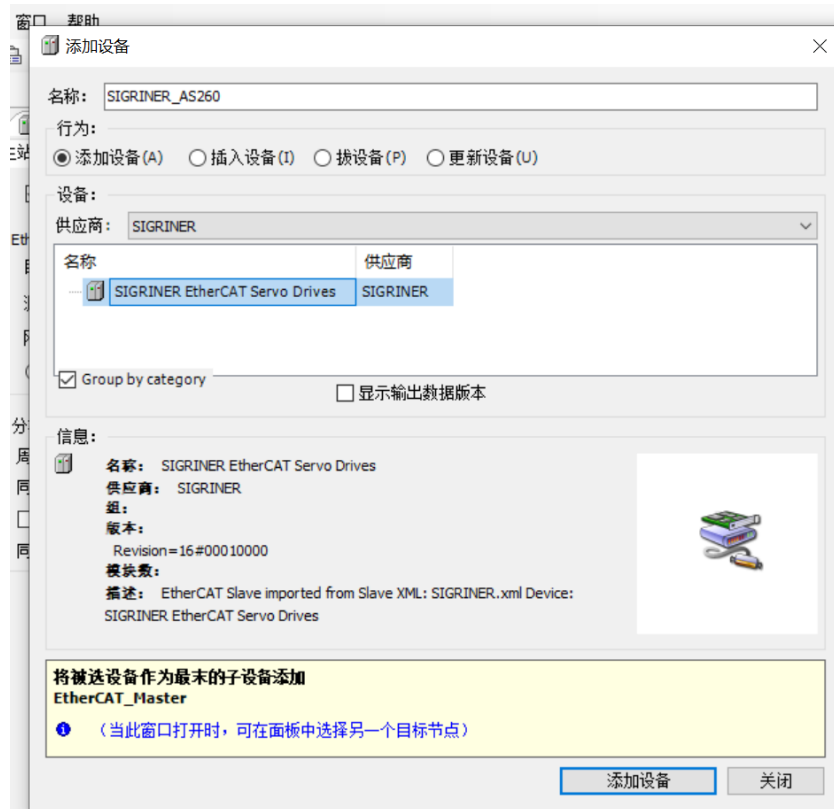 窗口 帮助
添加设备
名称： SIGRINER_AS260
行为：
添加设备(A) 插入设备(I) 拔设备(P) 更新设备(U)
设备：
供应商： SIGRINER
名称 供应商
SIGRINER EtherCAT Servo Drives SIGRINER
Group by category
显示输出数据版本
信息：
名称： SIGRINER EtherCAT Servo Drives
供应商： SIGRINER
组：
版本：
Revision=16#00010000
模块数：
描述： EtherCAT Slave imported from Slave XML: SIGRINER.xml Device:
SIGRINER EtherCAT Servo Drives
将被选设备作为最末的子设备添加
EtherCAT_Master
（当此窗口打开时，可在面板中选择另一个目标节点）
添加设备 关闭